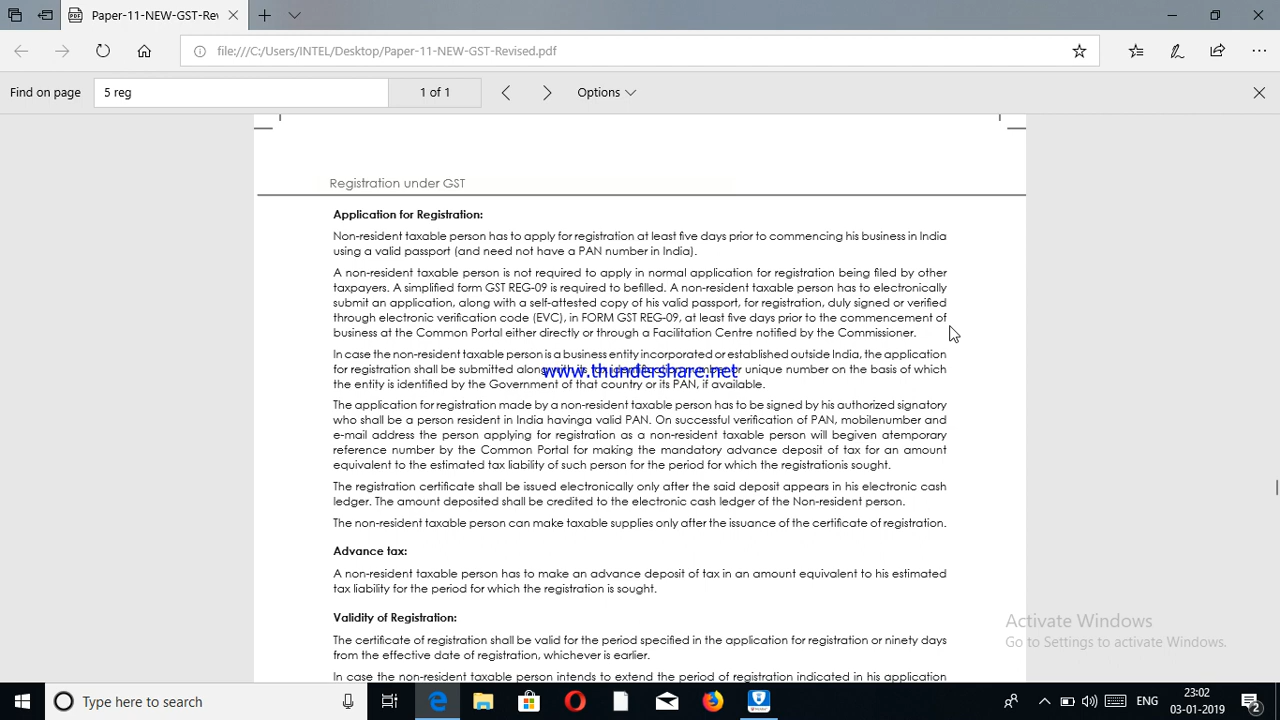 Paper-11-NEW-GST-Rev
file:///C:/Users/INTEL/Desktop/Paper-11-NEW-GST-Revised.pdf
Find on page
5 reg
1 of 1
Options
Registration under GST
Application for Registration:
Non-resident taxable person has to apply for registration at least five days prior to commencing his business in India
using a valid passport (and need not have a PAN number in India).
A non-resident taxable person is not required to apply in normal application for registration being filed by other
taxpayers. A simplified form GST REG-09 is required to befilled. A non-resident taxable person has to electronically
submit an application, along with a self-attested copy of his valid passport, for registration, duly signed or verified
through electronic verification code (EVC), in FORM GST REG-09, at least five days prior to the commencement of
business at the Common Portal either directly or through a Facilitation Centre notified by the Commissioner.
In case the non-resident taxable person is a business entity incorporated or established outside India, the application
for registration shall be submitted along with its tax identification number or unique number on the basis of which
www.thundershare.net
the entity is identified by the Government of that country or its PAN, if available.
The application for registration made by a non-resident taxable person has to be signed by his authorized signatory
who shall be a person resident in India havinga valid PAN. On successful verification of PAN, mobilenumber and
e-mail address the person applying for registration as a non-resident taxable person will begiven atemporary
reference number by the Common Portal for making the mandatory advance deposit of tax for an amount
equivalent to the estimated tax liability of such person for the period for which the registrationis sought.
The registration certificate shall be issued electronically only after the said deposit appears in his electronic cash
ledger. The amount deposited shall be credited to the electronic cash ledger of the Non-resident person.
The non-resident taxable person can make taxable supplies only after the issuance of the certificate of registration.
Advance tax:
A non-resident taxable person has to make an advance deposit of tax in an amount equivalent to his estimated
tax liability for the period for which the registration is sought.
Validity of Registration:
The certificate of registration shall be valid for the period specified in the application for registration or ninety days
from the effective date of registration, whichever is earlier.
In case the non-resident taxable person intends to extend the period of registration indicated in his application
Activate Windows
Go to Settings to activate Windows.
Type here to search
ENG
23:02
03-01-2019
2